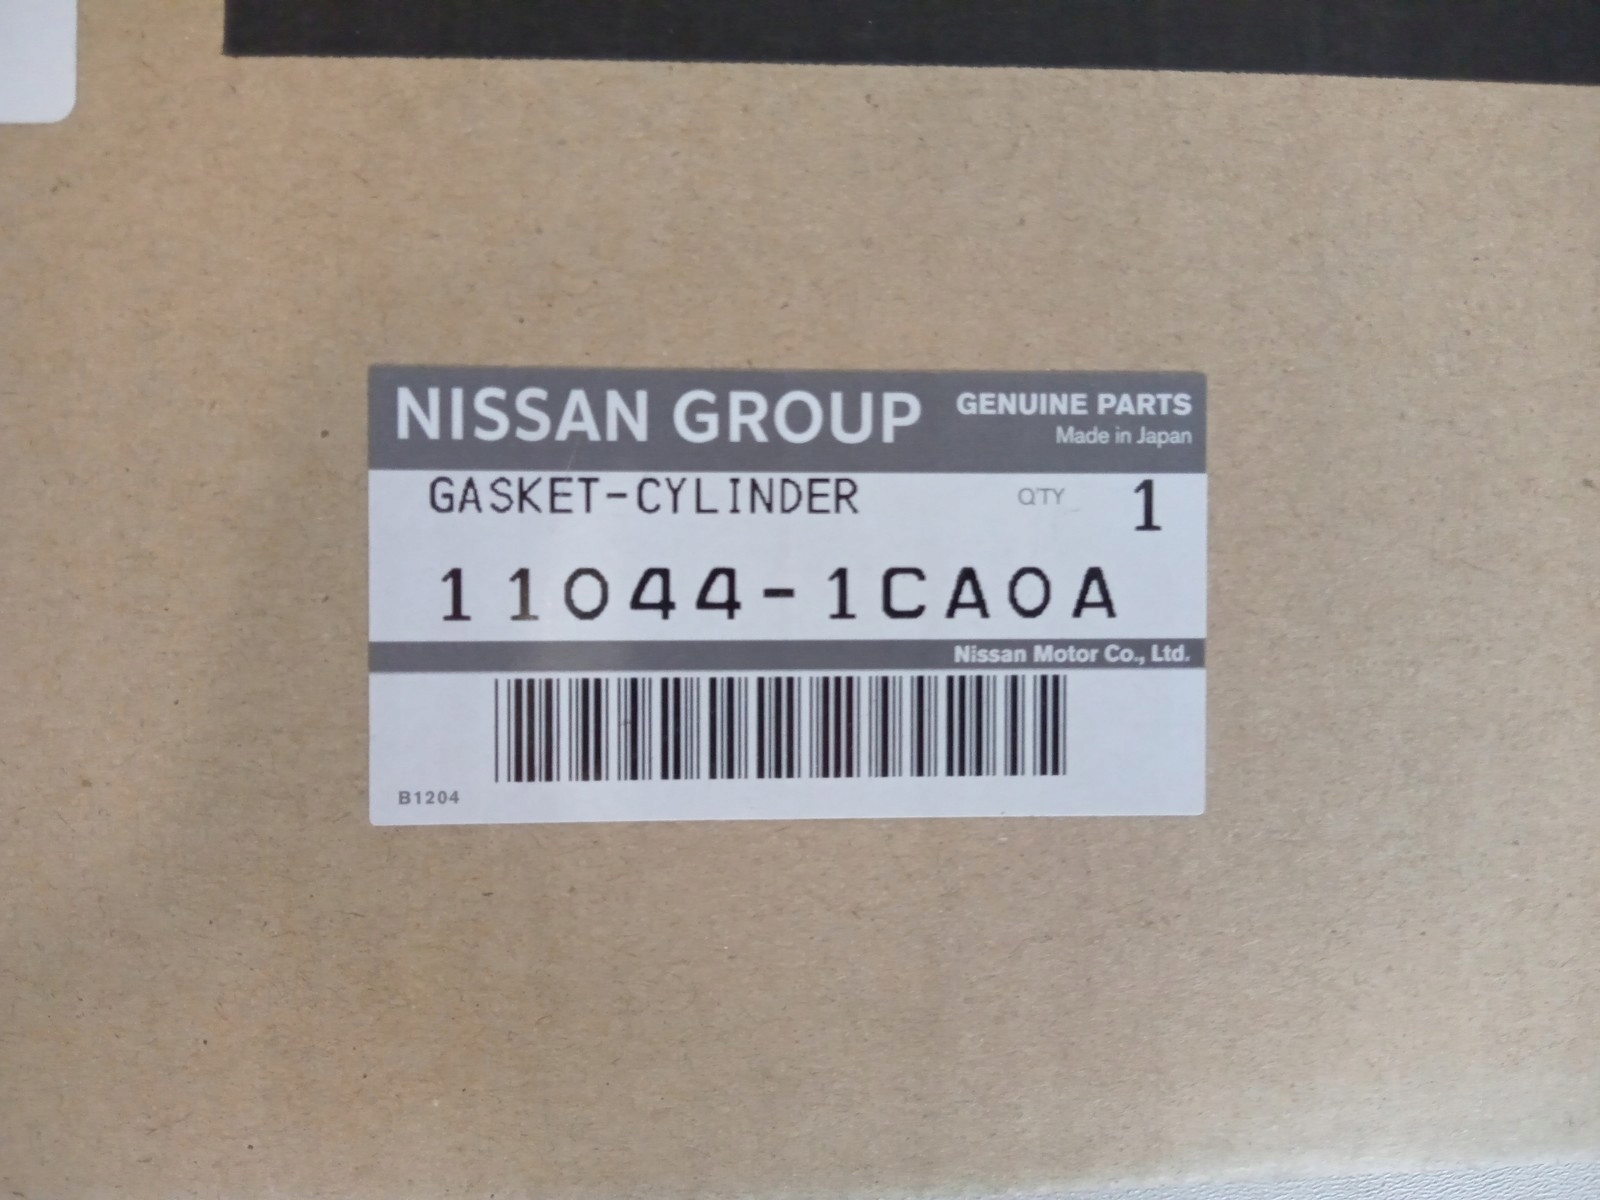 NISSAN GROUP
GENUINE PARTS
Made in Japan
GASKET-CYLINDER
QTY 1
11044-1CA0A
Nissan Motor Co., Ltd.
B1204